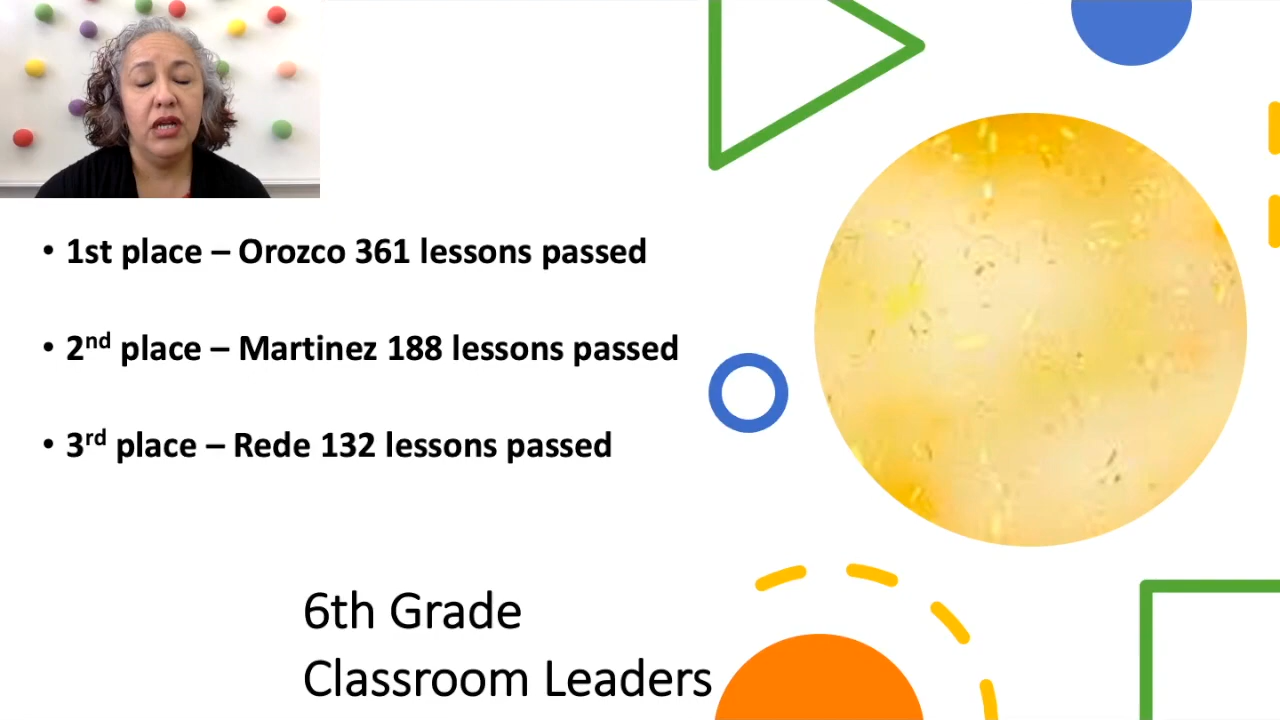 • 1st place – Orozco 361 lessons passed
• 2nd place – Martinez 188 lessons passed
• 3rd place – Rede 132 lessons passed
6th Grade
Classroom Leaders